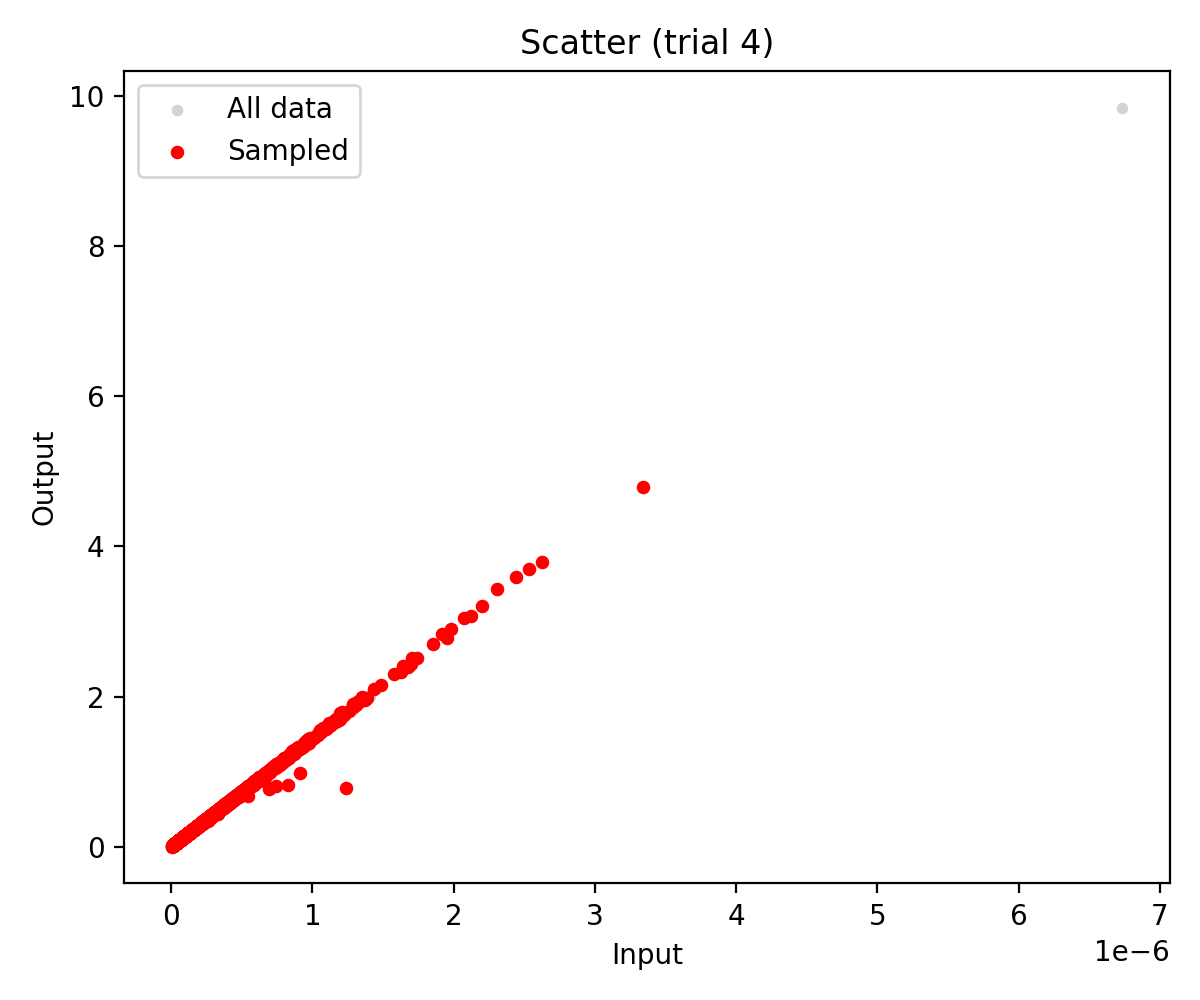 Scatter (trial 4)
All data
Sampled
Output
10
8
6
4
2
0
0 1 2 3 4 5 6 7
1e−6
Input